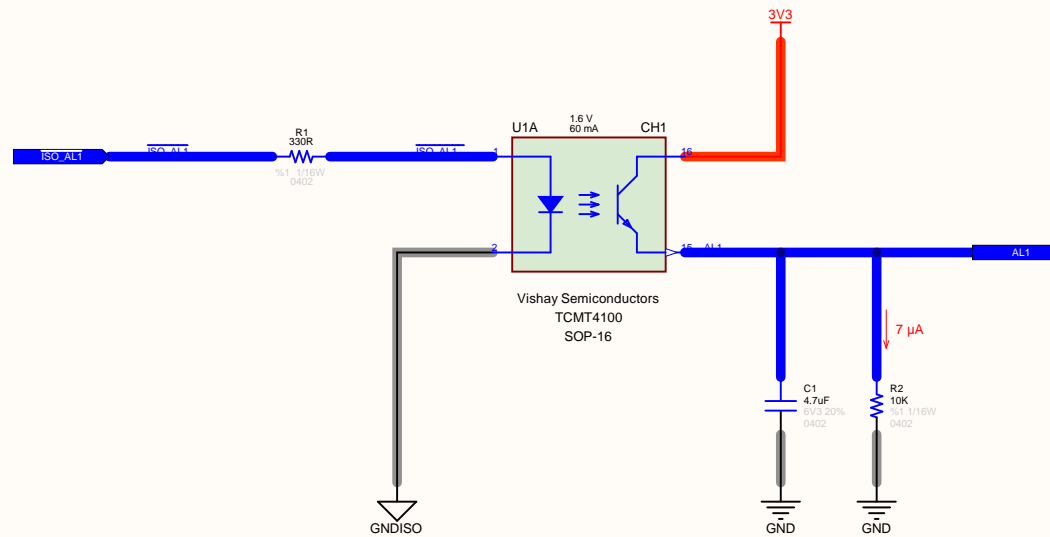 3V3
U1A
1.6 V
60 mA
CH1
R1
330R
ISO_AL1
ISO_AL1
ISO_AL1
1
16
%1 1/16W
0402
2
15
AL1
AL1
Vishay Semiconductors
TCMT4100
SOP-16
7 µA
C1
4.7uF
6V3 20%
0402
R2
10K
%1 1/16W
0402
GNDISO
GND
GND